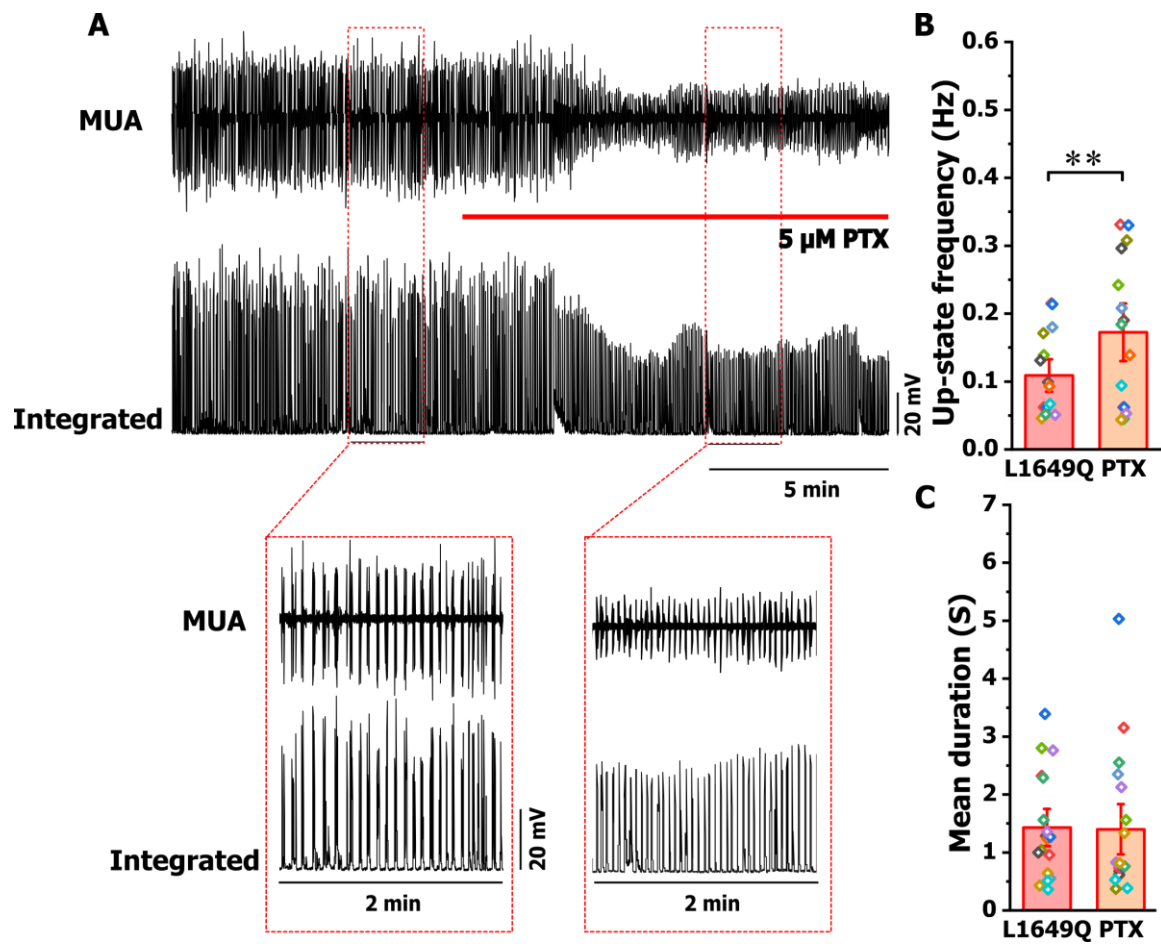 A
MUA
5 µM PTX
Integrated
20 mV
5 min
MUA
Integrated
20 mV
2 min
2 min
B
Up-state frequency (Hz)
0.6
0.5
0.4
0.3
0.2
0.1
0.0
**
L1649Q PTX
C
Mean duration (S)
7
6
5
4
3
2
1
0
L1649Q PTX